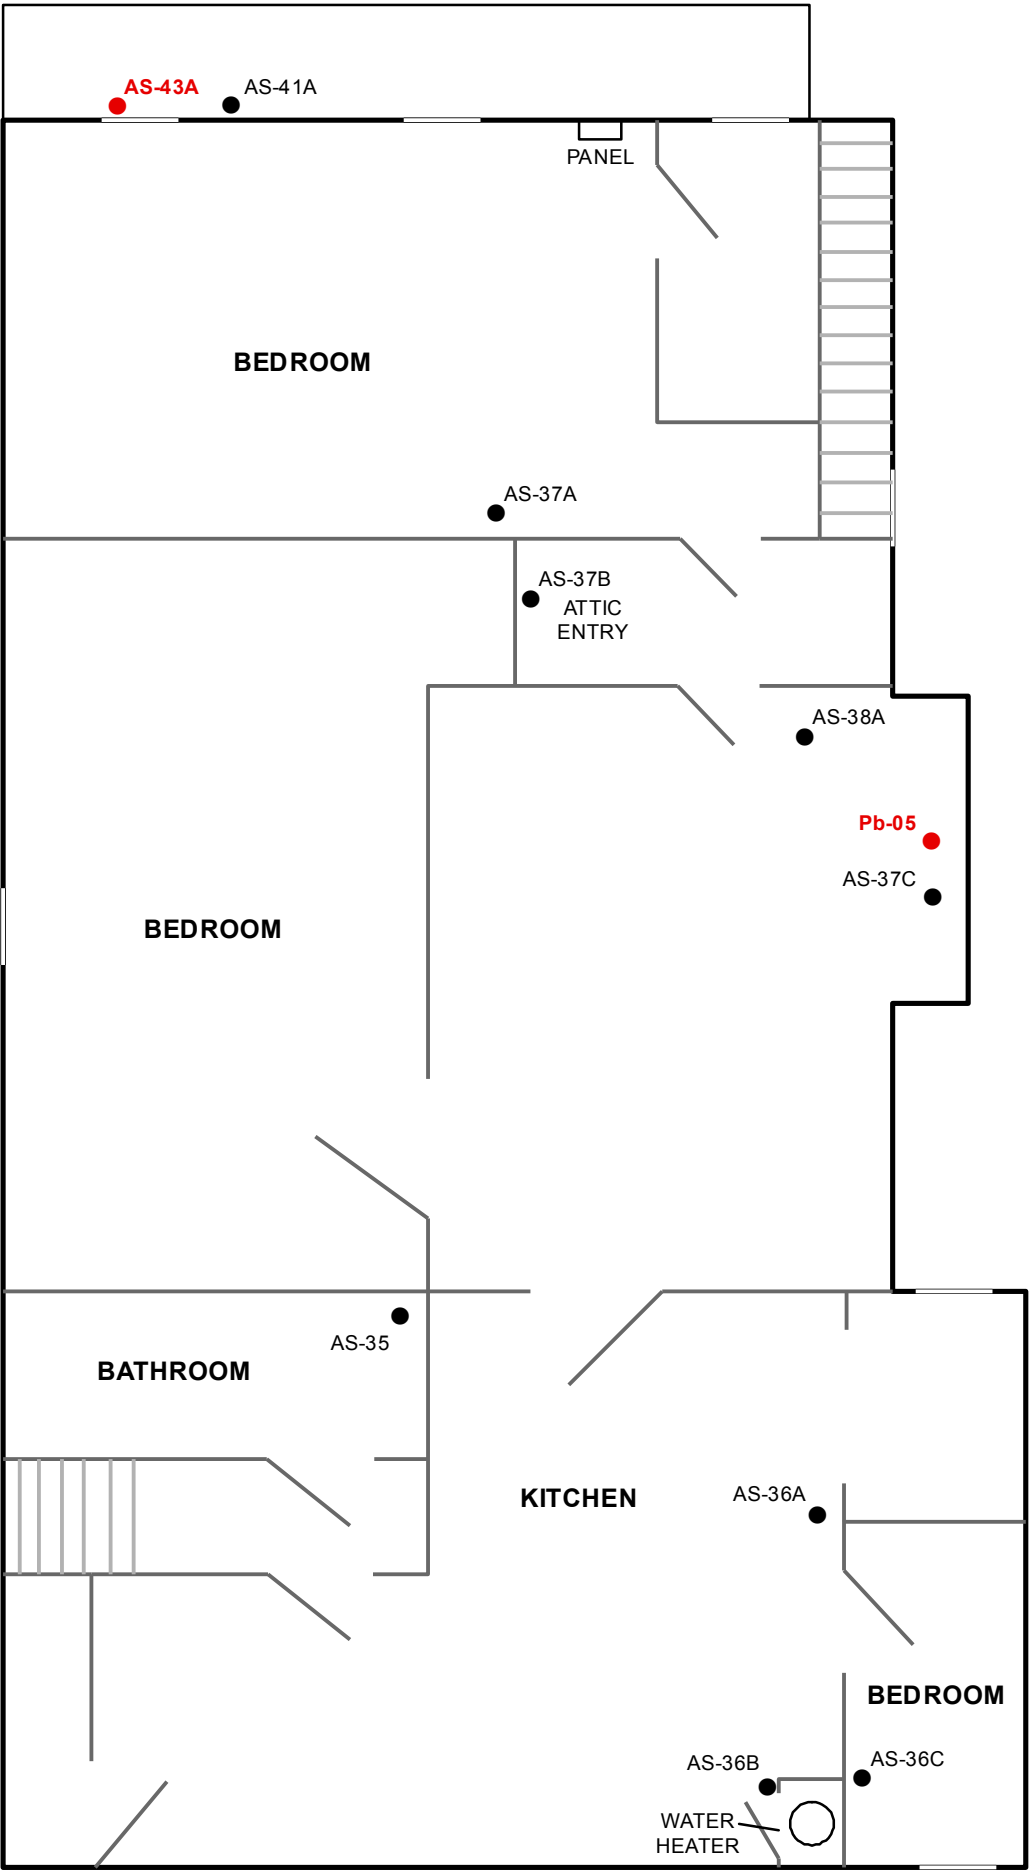 AS-43A
AS-41A
PANEL
BEDROOM
AS-37A
AS-37B
ATTIC
ENTRY
AS-38A
Pb-05
AS-37C
BEDROOM
AS-35
BATHROOM
KITCHEN
AS-36A
BEDROOM
AS-36B
AS-36C
WATER
HEATER